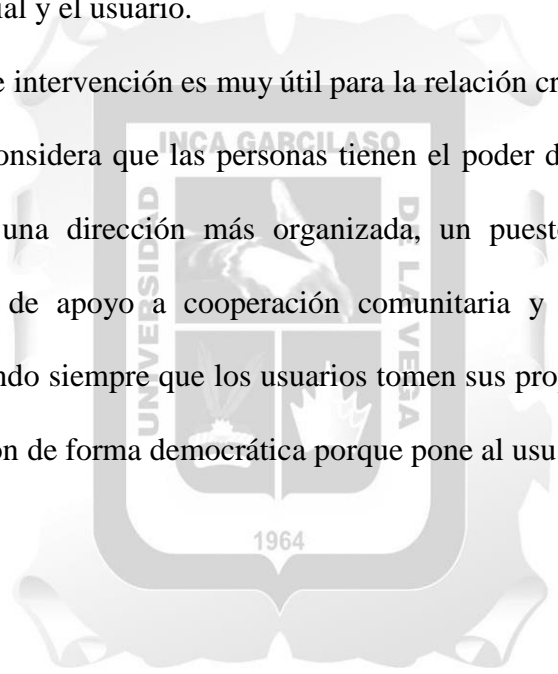 ial y el usuario.
e intervención es muy útil para la relación cr
INCA GARCILASO
onsidera que las personas tienen el poder d
una dirección más organizada, un puest
de apoyo a cooperación comunitaria y
ndo siempre que los usuarios tomen sus pro
ón de forma democrática porque pone al usu
UNIVERSIDAD
DE LA VEGA
1964